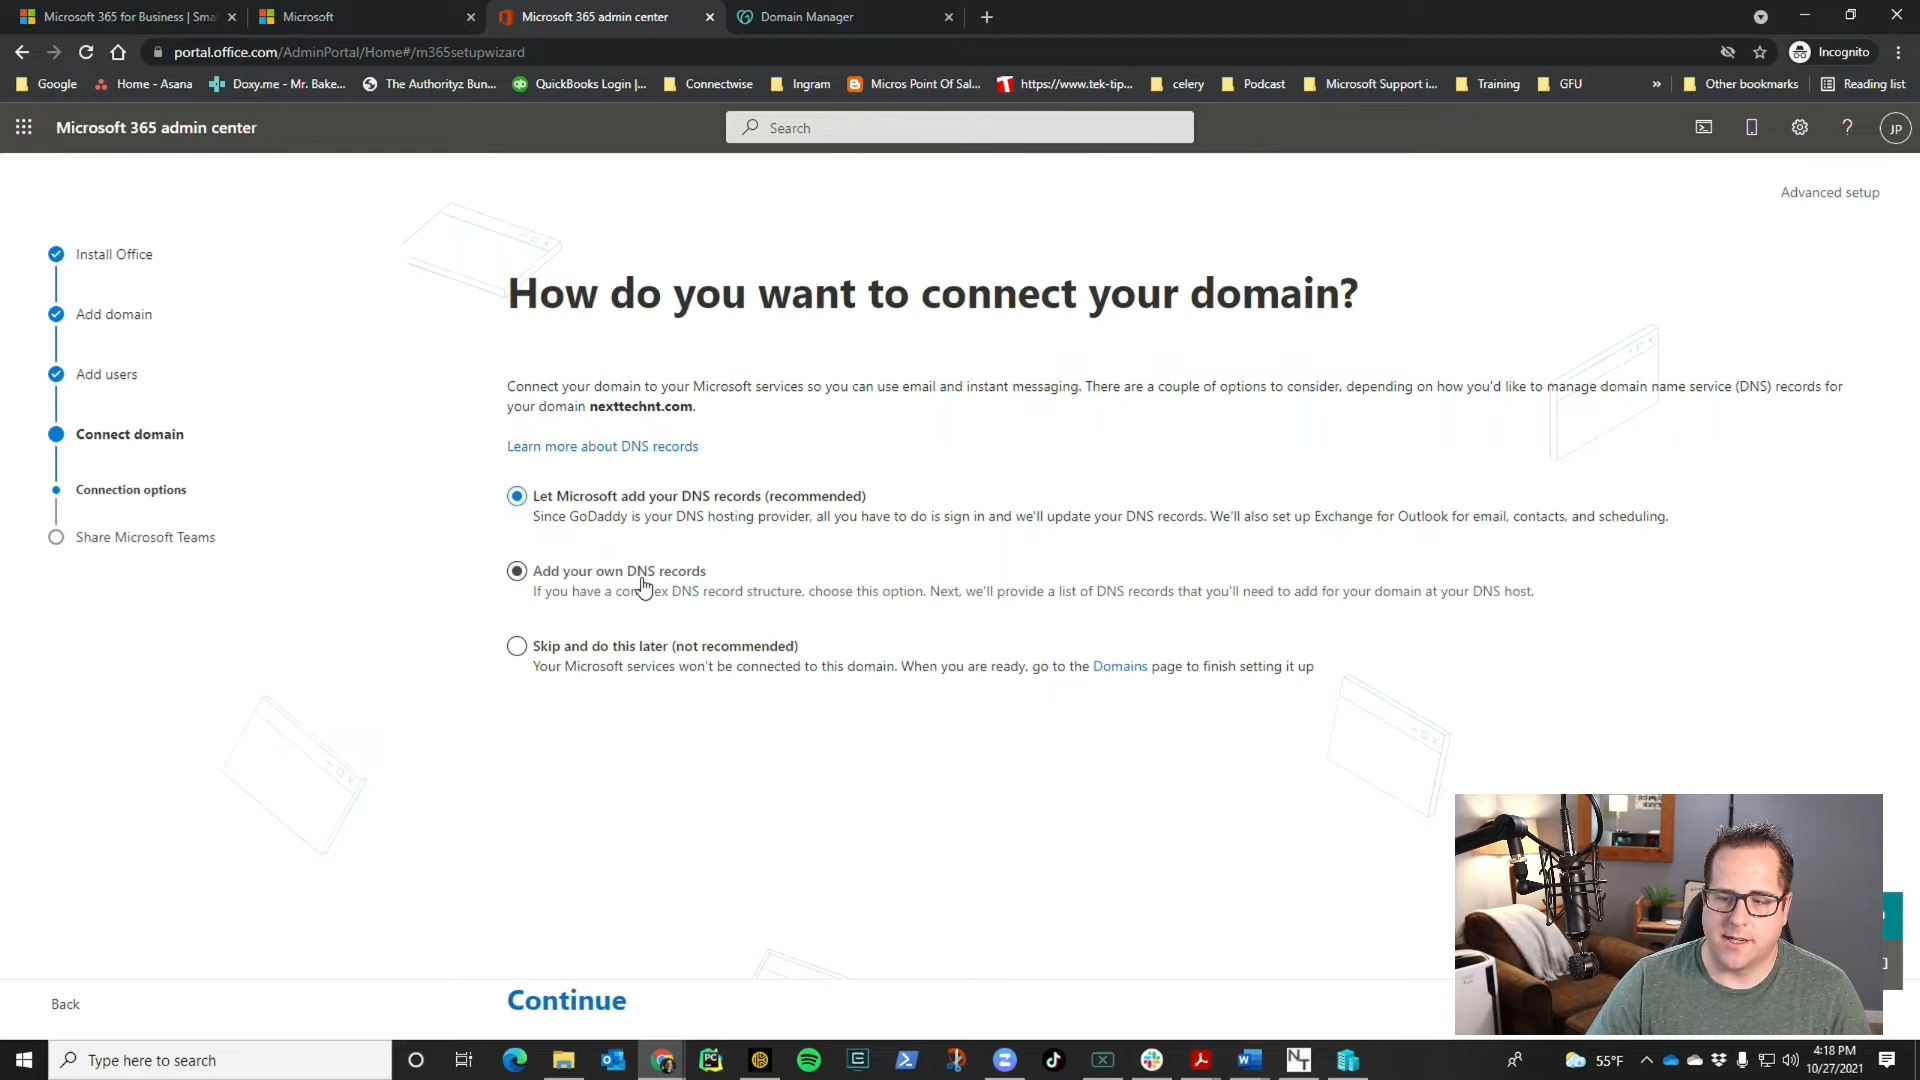 Microsoft 365 for Business | Sma
Microsoft
Microsoft 365 admin center
Domain Manager
portal.office.com/AdminPortal/Home#/m365setupwizard
Incognito
Google
Home - Asana
Doxy.me - Mr. Bake...
The Authorityz Bun...
QuickBooks Login |...
Connectwise
Ingram
Micros Point Of Sal...
https://www.tek-tip...
celery
Podcast
Microsoft Support i...
Training
GFU
»
Other bookmarks
Reading list
Microsoft 365 admin center
Search
?
JP
Advanced setup
Install Office
Add domain
Add users
Connect domain
Connection options
Share Microsoft Teams
How do you want to connect your domain?
Connect your domain to your Microsoft services so you can use email and instant messaging. There are a couple of options to consider, depending on how you'd like to manage domain name service (DNS) records for
your domain nexttechnt.com.
Learn more about DNS records
Let Microsoft add your DNS records (recommended)
Since GoDaddy is your DNS hosting provider, all you have to do is sign in and we'll update your DNS records. We'll also set up Exchange for Outlook for email, contacts, and scheduling.
Add your own DNS records
If you have a complex DNS record structure, choose this option. Next, we'll provide a list of DNS records that you'll need to add for your domain at your DNS host.
Skip and do this later (not recommended)
Your Microsoft services won't be connected to this domain. When you are ready, go to the Domains page to finish setting it up
Back
Continue
Type here to search
PC
NT
55°F
4:18 PM
10/27/2021